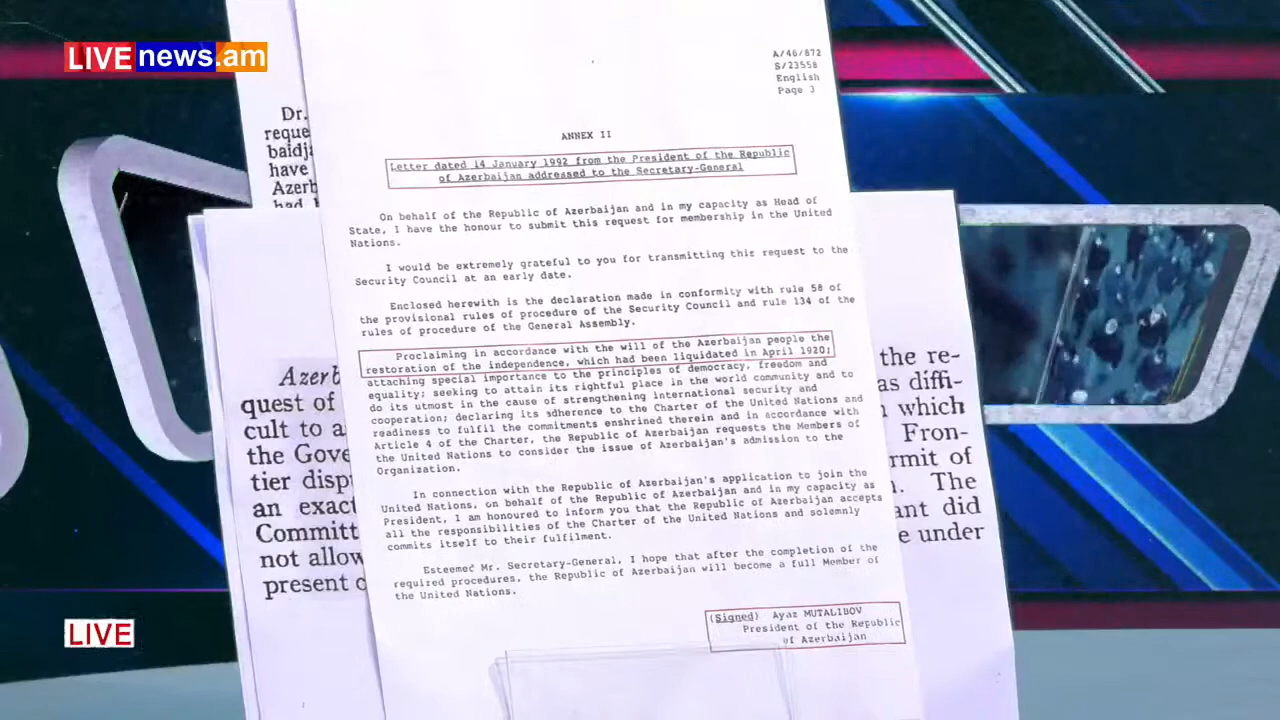 LIVEnews.am
A/46/872
S/23558
English
Page 3
ANNEX II
Letter dated 14 January 1992 from the President of the Republic
of Azerbaijan addressed to the Secretary-General
On behalf of the Republic of Azerbaijan and in my capacity as Head of
State, I have the honour to submit this request for membership in the United
Nations.
I would be extremely grateful to you for transmitting this request to the
Security Council at an early date.
Enclosed herewith is the declaration made in conformity with rule 58 of
the provisional rules of procedure of the Security Council and rule 134 of the
rules of procedure of the General Assembly.
Proclaiming in accordance with the will of the Azerbaijan people the
restoration of the independence, which had been liquidated in April 1920;
attaching special importance to the principles of democracy, freedom and
equality; seeking to attain its rightful place in the world community and to
do its utmost in the cause of strengthening international security and
cooperation; declaring its sdherence to the Charter of the United Nations and
readiness to fulfil the commitments enshrined therein and in accordance with
Article 4 of the Charter, the Republic of Azerbaijan requests the Members of
the United Nations to consider the issue of Azerbaijan's admission to the
Organization.
In connection with the Republic of Azerbaijan's application to join the
United Nations, on behalf of the Republic of Azerbaijan and in my capacity as
President, I am honoured to inform you that the Republic of Azerbaijan accepts
all the responsibilities of the Charter of the United Nations and solemnly
commits itself to their fulfilment.
Esteemed Mr. Secretary-General, I hope that after the completion of the
required procedures, the Republic of Azerbaijan will become a full Member of
the United Nations.
(Signed) Ayaz MUTALIBOV
President of the Republic
of Azerbaijan
Dr.
reque
baidja
have
Azerb
had
Azerb
quest of
cult to a
the Gove
tier disp
an exact
Committ
not allow
present o
the re-
as diffi-
which
Fron-
rmit of
. The
ant did
e under
LIVE